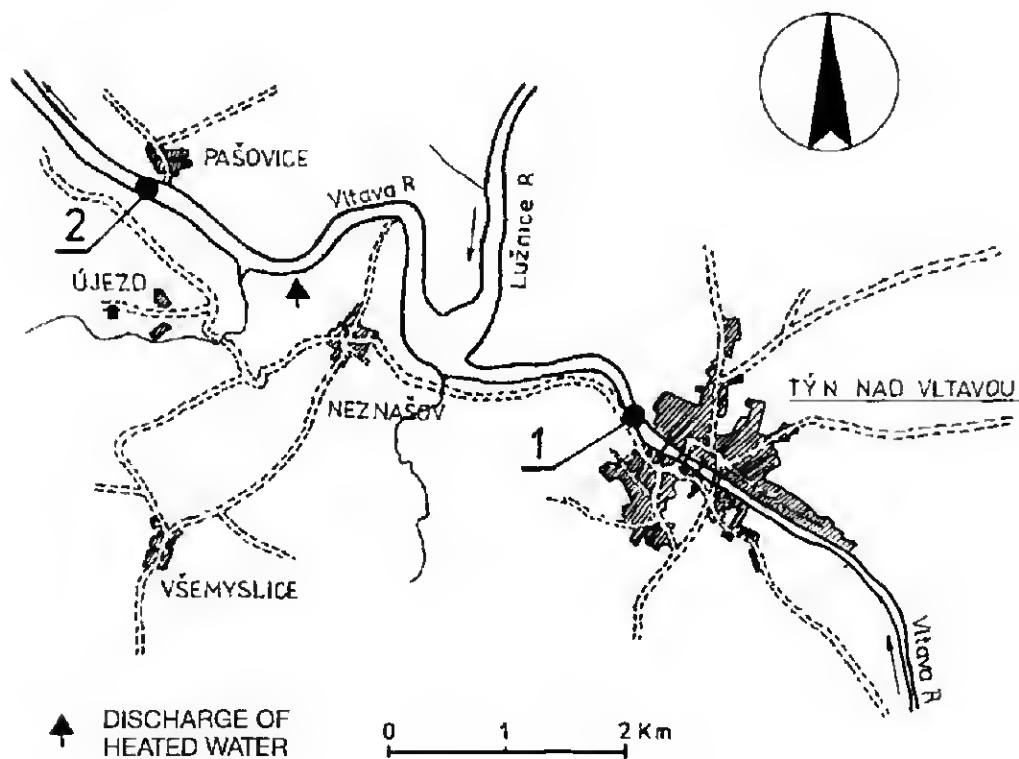 PAŠOVICE
Vltava R
Lužnice R
2
ÚJEZD
NEZNAŠOV
TÝN NAD VLTAVOU
1
VŠEMYSLICE
Vltava R
DISCHARGE OF
HEATED WATER
0 1 2 Km